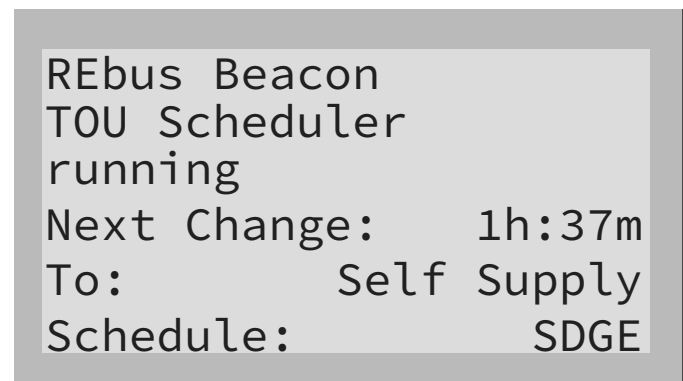 REbus Beacon
TOU Scheduler
running
Next Change: 1h:37m
To: Self Supply
Schedule: SDGE